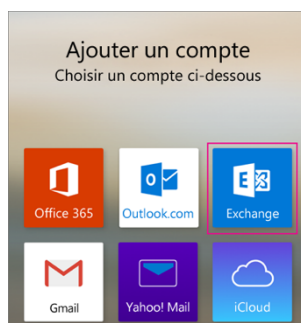 Ajouter un compte
Choisir un compte ci-dessous
Office 365
Outlook.com
Exchange
Gmail
Yahoo! Mail
iCloud